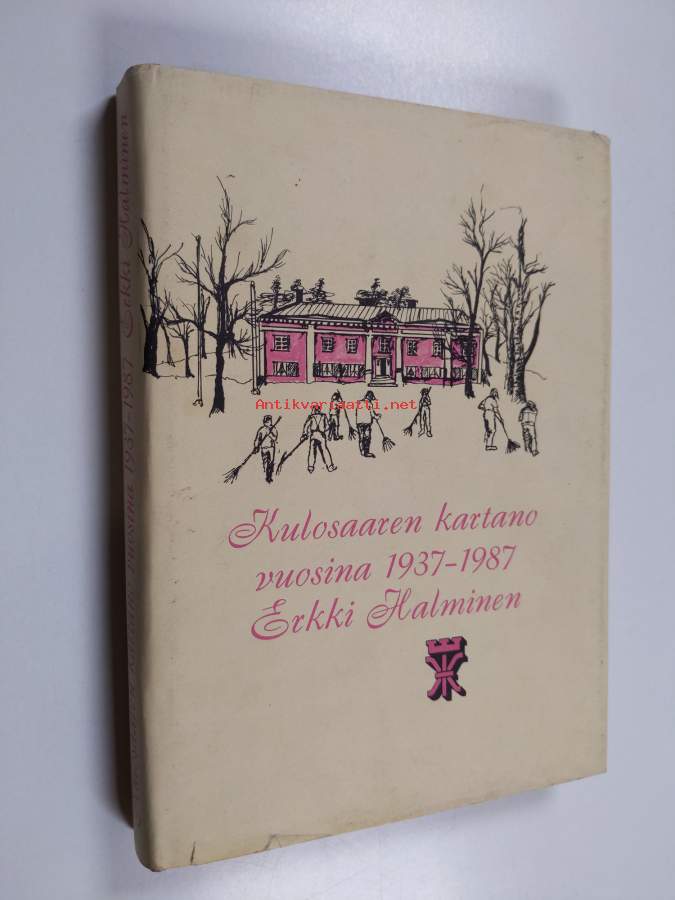 Antikvariaatti.net
Kulosaaren kartano
vuosina 1937-1987
Erkki Halminen
Kulosaaren kartano vuosina 1937-1987 Erkki Halminen